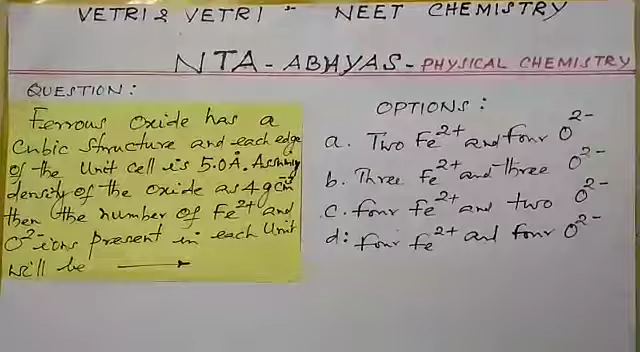 VETRI & VETRI :- NEET CHEMISTRY
NTA - ABHYAS - PHYSICAL CHEMISTRY
QUESTION:
Ferrous oxide has a
Cubic structure and each edge
of the Unit cell is 5.0Å. Assuming
density of the oxide as 4 g cm⁻³
then the number of Fe²⁺ and
O²⁻ ions present in each Unit
will be →
OPTIONS:
a. Two Fe²⁺ and four O²⁻
b. Three Fe²⁺ and three O²⁻
c. four Fe²⁺ and two O²⁻
d: four Fe²⁺ and four O²⁻